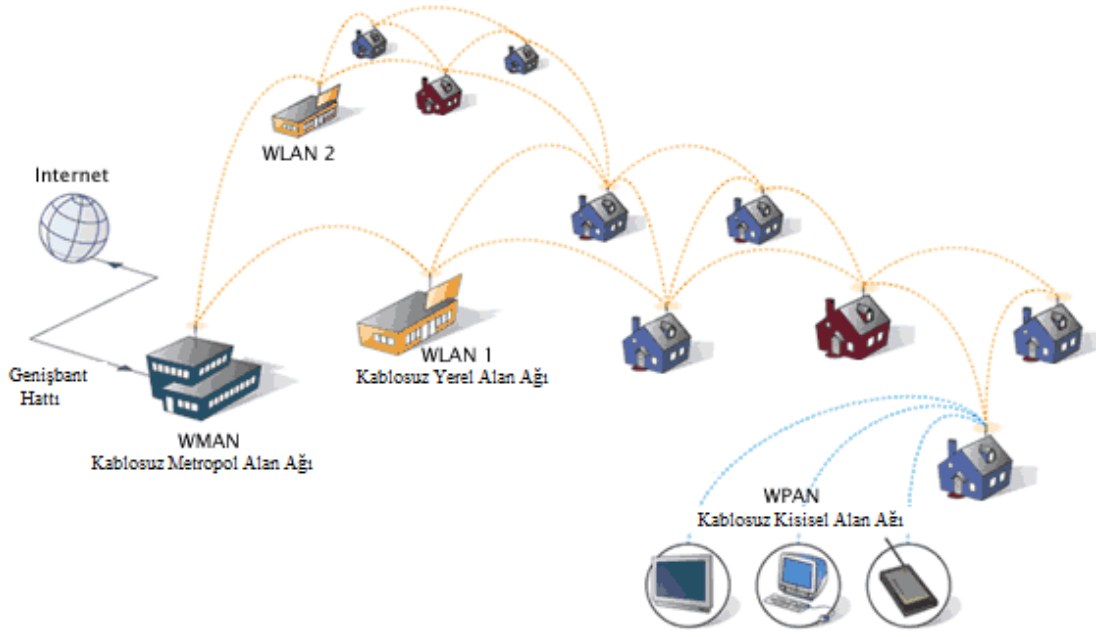 WLAN 2
Internet
WLAN 1
Kablosuz Yerel Alan Ağı
Genişbant
Hattı
WMAN
Kablosuz Metropol Alan Ağı
WPAN
Kablosuz Kisisel Alan Ağı